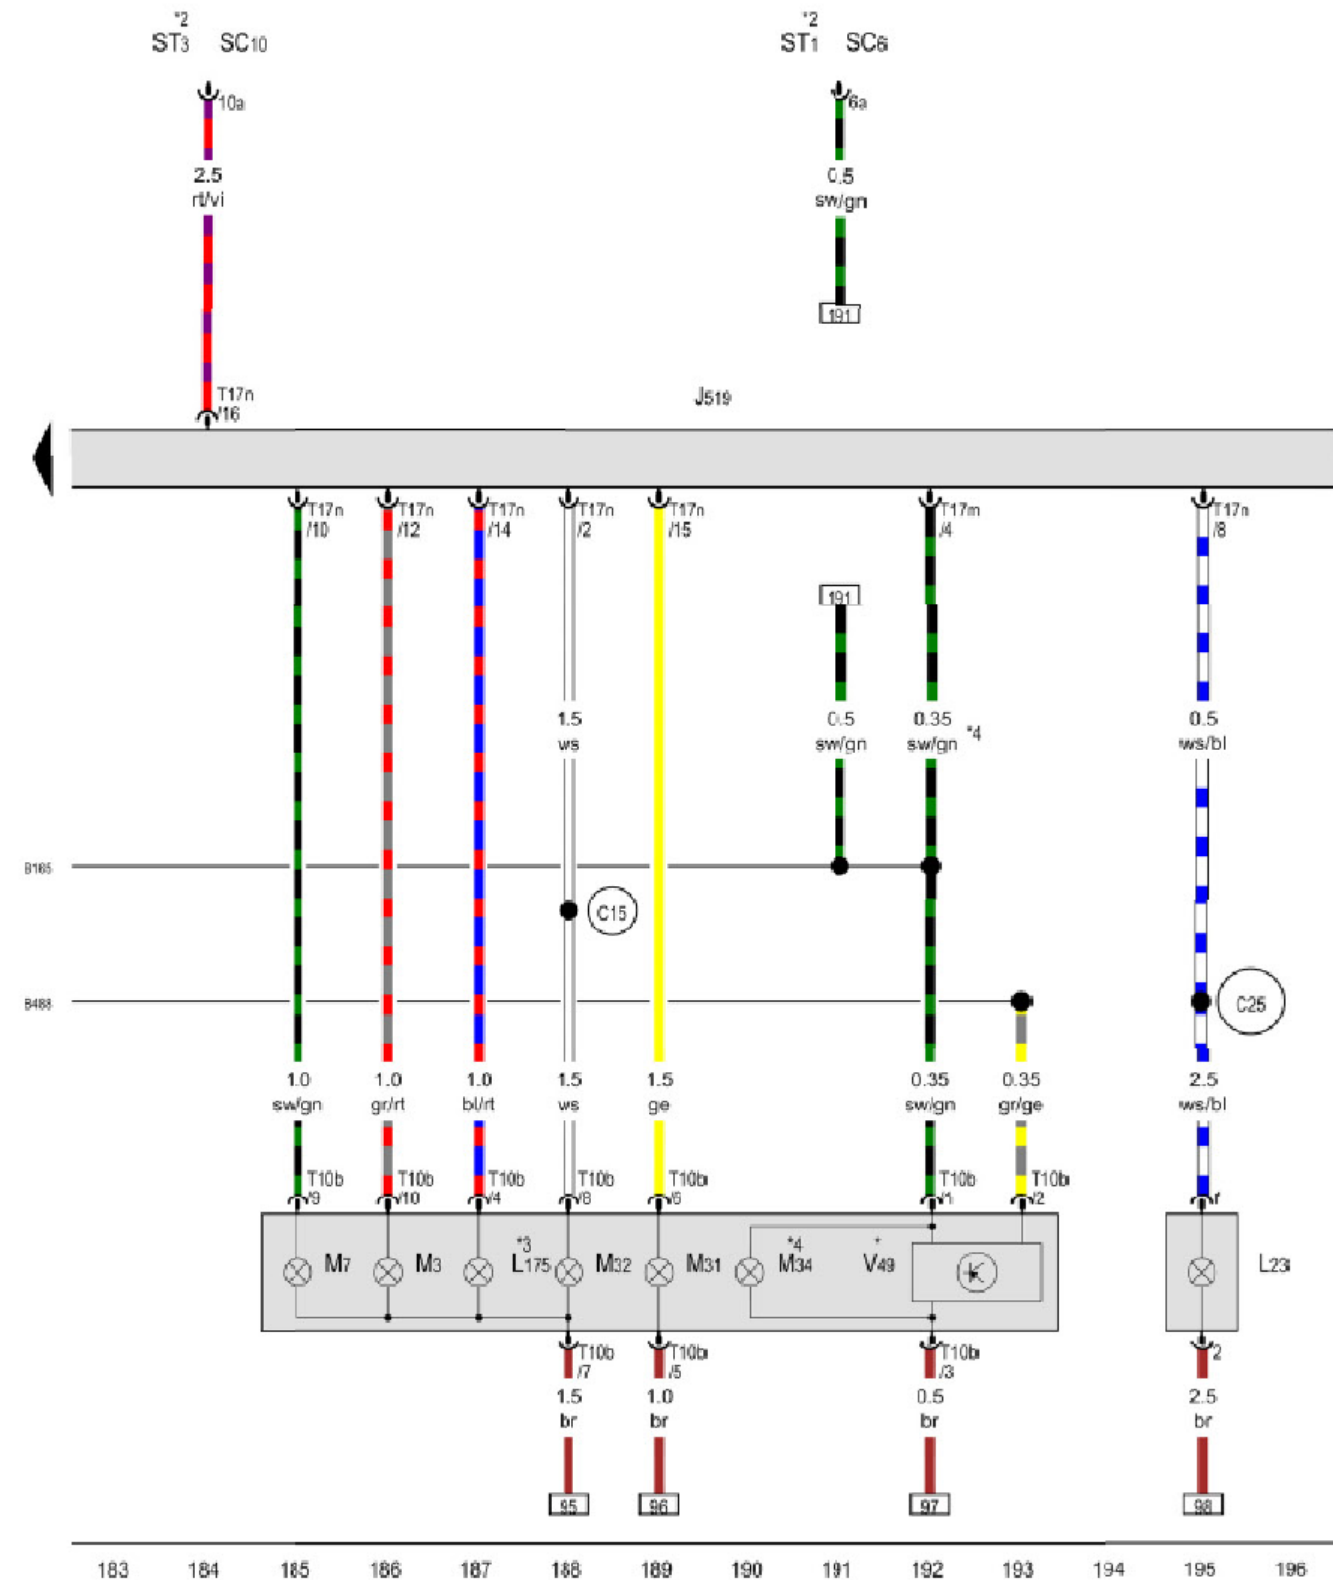 *2
*2
ST3 SC10
ST1 SC6
10a
6a
2.5
rt/vi
0.5
sw/gn
191
T17n
/16
J519
T17n
/10
T17n
/12
T17n
/14
T17n
/2
T17n
/15
T17m
/4
T17n
/8
191
1.5
ws
0.5
sw/gn
0.35
sw/gn *4
0.5
ws/bl
B165
C15
B488
C25
1.0
sw/gn
1.0
gr/rt
1.0
bl/rt
1.5
ws
1.5
ge
0.35
sw/gn
0.35
gr/ge
2.5
ws/bl
T10b
/9
T10b
/10
T10b
/4
T10b
/8
T10b
/6
T10b
/1
T10b
/2
*3
*4
*
M7 M3 L175 M32 M31 M34 V49 L23
T10b
/7
T10b
/5
T10b
/3
2
1.5
br
1.0
br
0.5
br
2.5
br
95 96 97 98
183 184 185 186 187 188 189 190 191 192 193 194 195 196